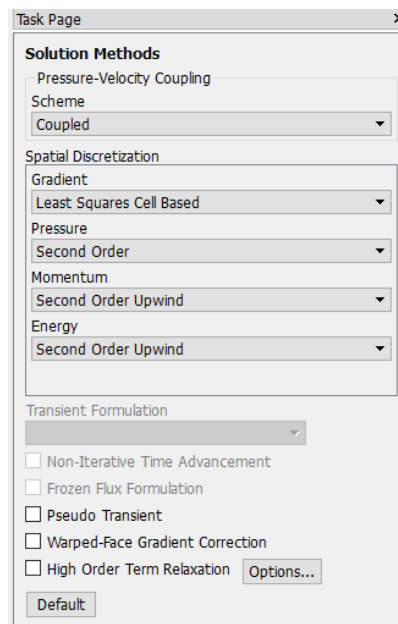 Task Page
Solution Methods
Pressure-Velocity Coupling
Scheme
Coupled
Spatial Discretization
Gradient
Least Squares Cell Based
Pressure
Second Order
Momentum
Second Order Upwind
Energy
Second Order Upwind
Transient Formulation
Non-Iterative Time Advancement
Frozen Flux Formulation
Pseudo Transient
Warped-Face Gradient Correction
High Order Term Relaxation Options...
Default